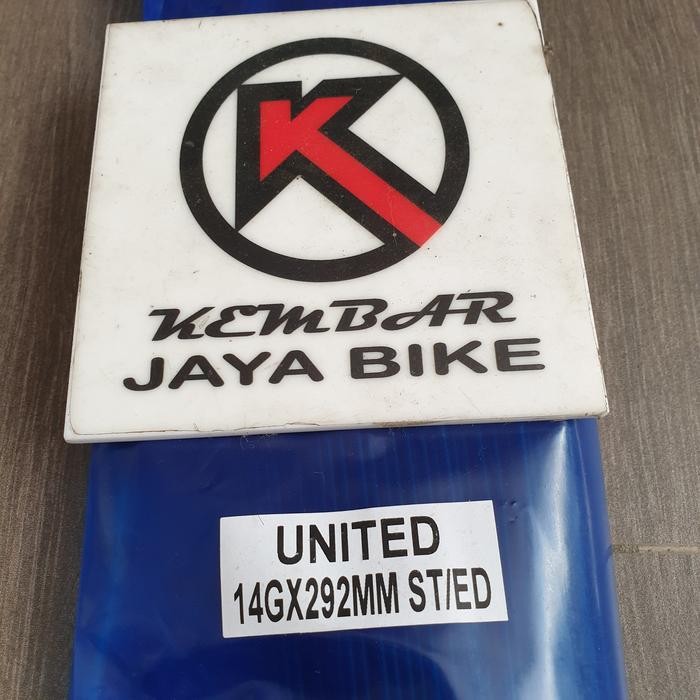 K
KEMBAR
JAYA BIKE
UNITED
14GX292MM ST/ED